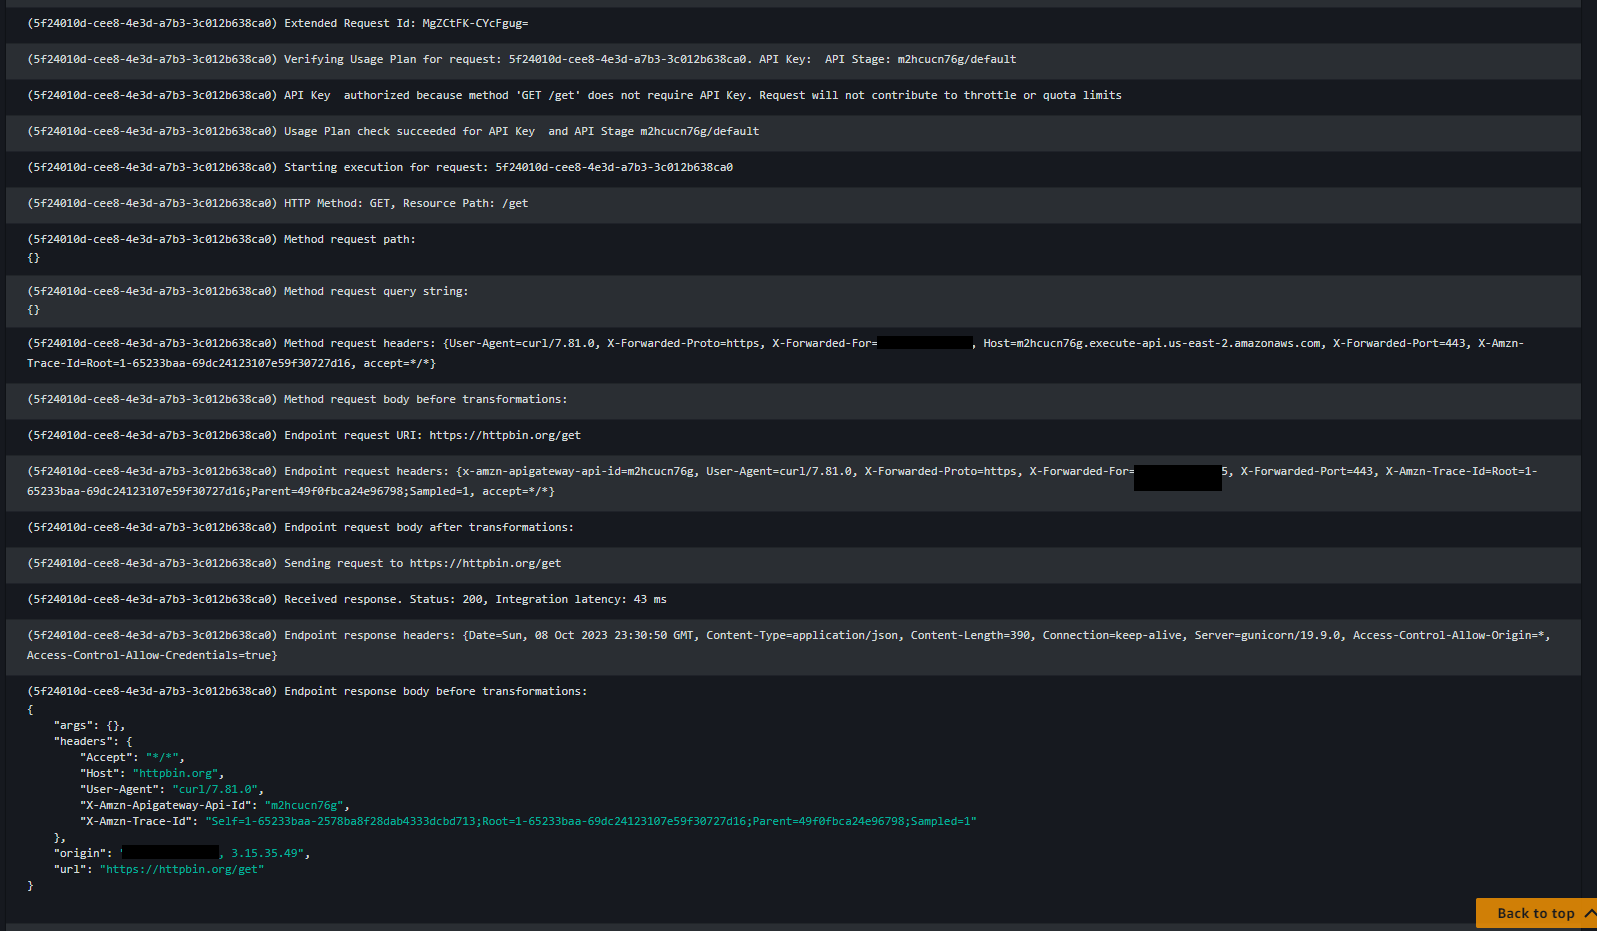 (5f24010d-cee8-4e3d-a7b3-3c012b638ca0) Extended Request Id: MgZCtFK-CYcFgug=
(5f24010d-cee8-4e3d-a7b3-3c012b638ca0) Verifying Usage Plan for request: 5f24010d-cee8-4e3d-a7b3-3c012b638ca0. API Key:  API Stage: m2hcucn76g/default
(5f24010d-cee8-4e3d-a7b3-3c012b638ca0) API Key  authorized because method 'GET /get' does not require API Key. Request will not contribute to throttle or quota limits
(5f24010d-cee8-4e3d-a7b3-3c012b638ca0) Usage Plan check succeeded for API Key  and API Stage m2hcucn76g/default
(5f24010d-cee8-4e3d-a7b3-3c012b638ca0) Starting execution for request: 5f24010d-cee8-4e3d-a7b3-3c012b638ca0
(5f24010d-cee8-4e3d-a7b3-3c012b638ca0) HTTP Method: GET, Resource Path: /get
(5f24010d-cee8-4e3d-a7b3-3c012b638ca0) Method request path:
{}
(5f24010d-cee8-4e3d-a7b3-3c012b638ca0) Method request query string:
{}
(5f24010d-cee8-4e3d-a7b3-3c012b638ca0) Method request headers: {User-Agent=curl/7.81.0, X-Forwarded-Proto=https, X-Forwarded-For= , Host=m2hcucn76g.execute-api.us-east-2.amazonaws.com, X-Forwarded-Port=443, X-Amzn-
Trace-Id=Root=1-65233baa-69dc24123107e59f30727d16, accept=*/*}
(5f24010d-cee8-4e3d-a7b3-3c012b638ca0) Method request body before transformations:
(5f24010d-cee8-4e3d-a7b3-3c012b638ca0) Endpoint request URI: https://httpbin.org/get
(5f24010d-cee8-4e3d-a7b3-3c012b638ca0) Endpoint request headers: {x-amzn-apigateway-api-id=m2hcucn76g, User-Agent=curl/7.81.0, X-Forwarded-Proto=https, X-Forwarded-For= 5, X-Forwarded-Port=443, X-Amzn-Trace-Id=Root=1-
65233baa-69dc24123107e59f30727d16;Parent=49f0fbca24e96798;Sampled=1, accept=*/*}
(5f24010d-cee8-4e3d-a7b3-3c012b638ca0) Endpoint request body after transformations:
(5f24010d-cee8-4e3d-a7b3-3c012b638ca0) Sending request to https://httpbin.org/get
(5f24010d-cee8-4e3d-a7b3-3c012b638ca0) Received response. Status: 200, Integration latency: 43 ms
(5f24010d-cee8-4e3d-a7b3-3c012b638ca0) Endpoint response headers: {Date=Sun, 08 Oct 2023 23:30:50 GMT, Content-Type=application/json, Content-Length=390, Connection=keep-alive, Server=gunicorn/19.9.0, Access-Control-Allow-Origin=*,
Access-Control-Allow-Credentials=true}
(5f24010d-cee8-4e3d-a7b3-3c012b638ca0) Endpoint response body before transformations:
{
    "args": {},
    "headers": {
        "Accept": "*/*",
        "Host": "httpbin.org",
        "User-Agent": "curl/7.81.0",
        "X-Amzn-Apigateway-Api-Id": "m2hcucn76g",
        "X-Amzn-Trace-Id": "Self=1-65233baa-2578ba8f28dab4333dcbd713;Root=1-65233baa-69dc24123107e59f30727d16;Parent=49f0fbca24e96798;Sampled=1"
    },
    "origin": " , 3.15.35.49",
    "url": "https://httpbin.org/get"
}
Back to top